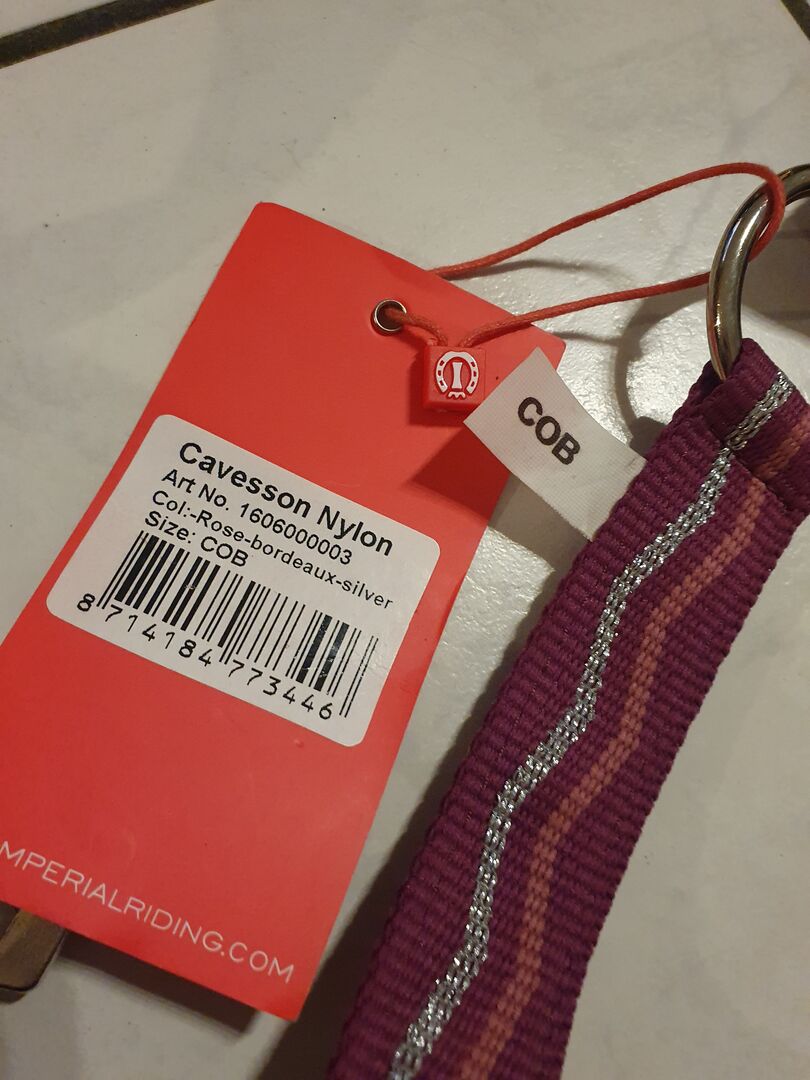 COB
Cavesson Nylon
Art No. 1606000003
Col:-Rose-bordeaux-silver
Size: COB
8 714184 773446
MPERIALRIDING.COM